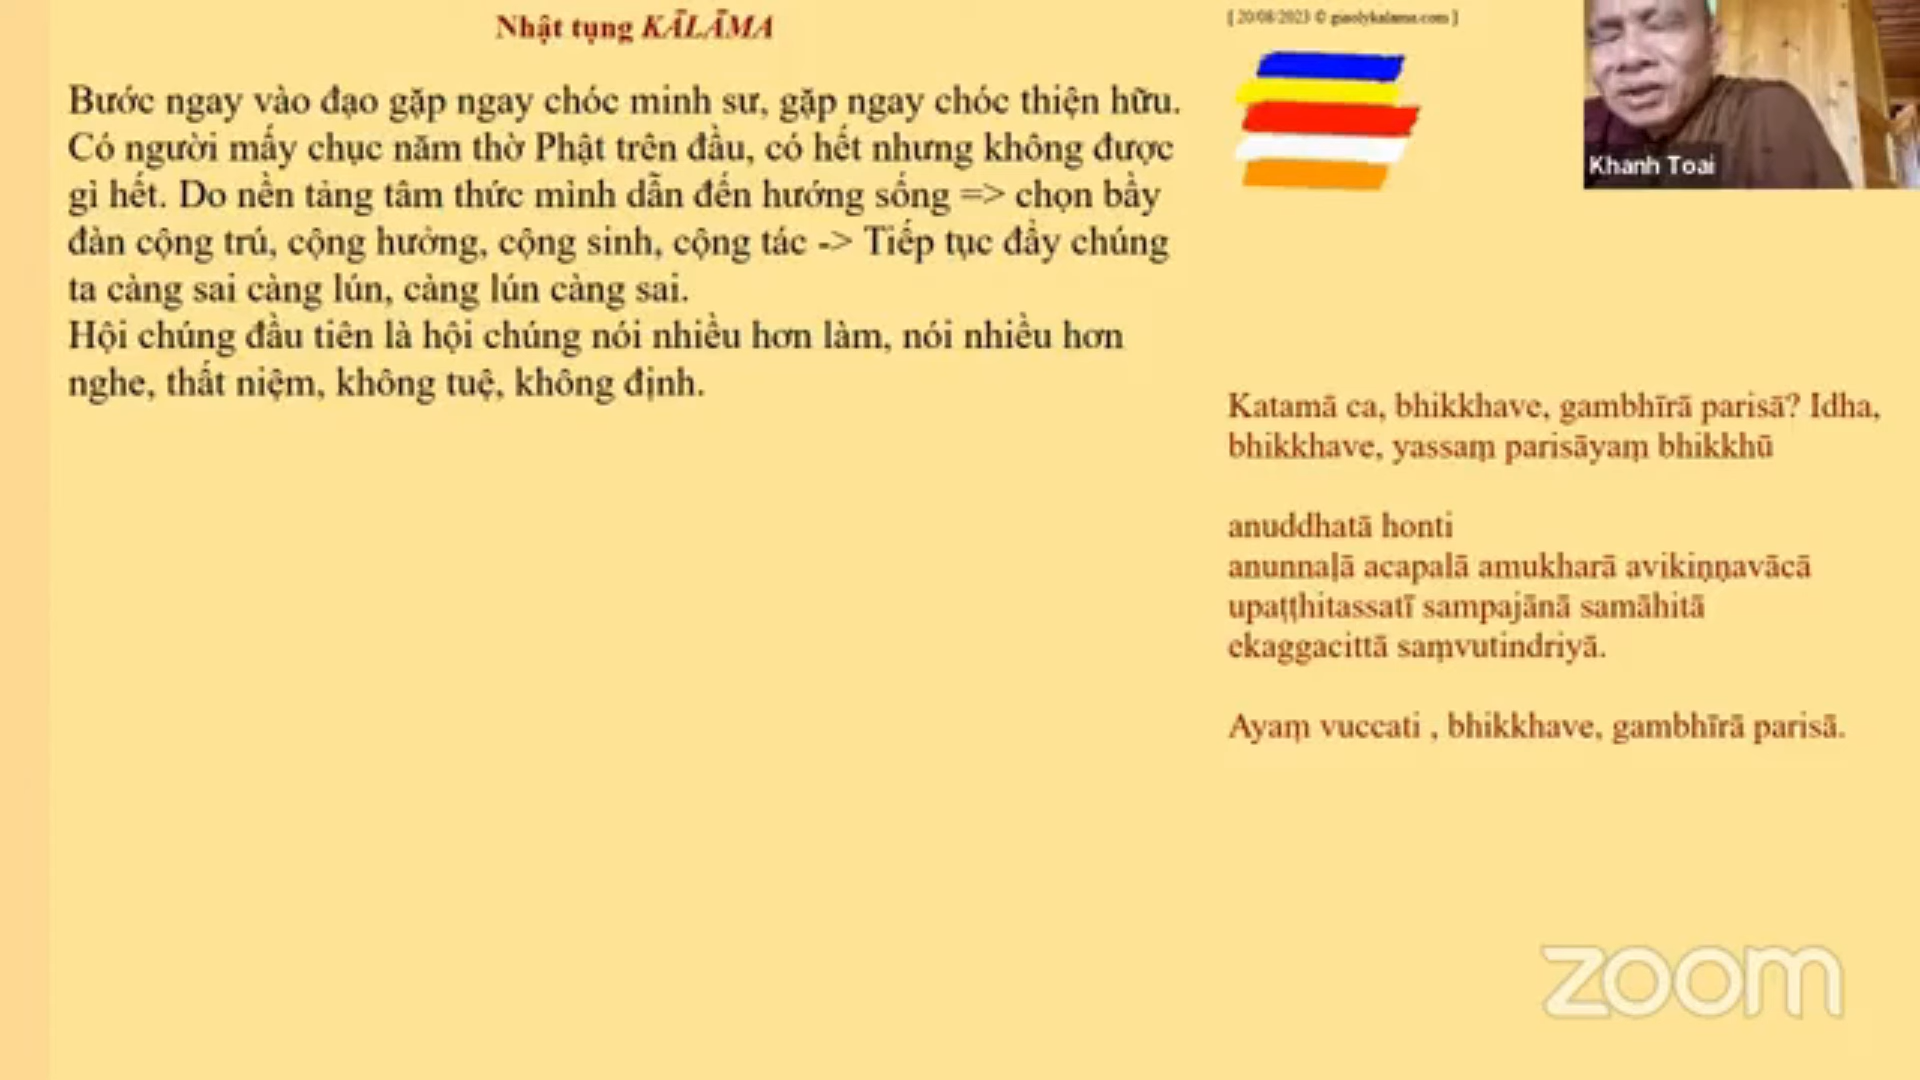 Nhật tụng KĀLĀMA
Bước ngay vào đạo gặp ngay chóc minh sư, gặp ngay chóc thiện hữu.
Có người mấy chục năm thờ Phật trên đầu, có hết nhưng không được
gì hết. Do nền tảng tâm thức mình dẫn đến hướng sống => chọn bầy
đàn cộng trú, cộng hưởng, cộng sinh, cộng tác -> Tiếp tục đẩy chúng
ta càng sai càng lún, càng lún càng sai.
Hội chúng đầu tiên là hội chúng nói nhiều hơn làm, nói nhiều hơn
nghe, thất niệm, không tuệ, không định.
[ 20/08/2023 © giaolykalama.com ]
Khanh Toai
Katamā ca, bhikkhave, gambhīrā parisā? Idha,
bhikkhave, yassaṃ parisāyaṃ bhikkhū
anuddhatā honti
anunnaḷā acapalā amukharā avikiṇṇavācā
upaṭṭhitassatī sampajānā samāhitā
ekaggacittā saṃvutindriyā.
Ayaṃ vuccati , bhikkhave, gambhīrā parisā.
zoom